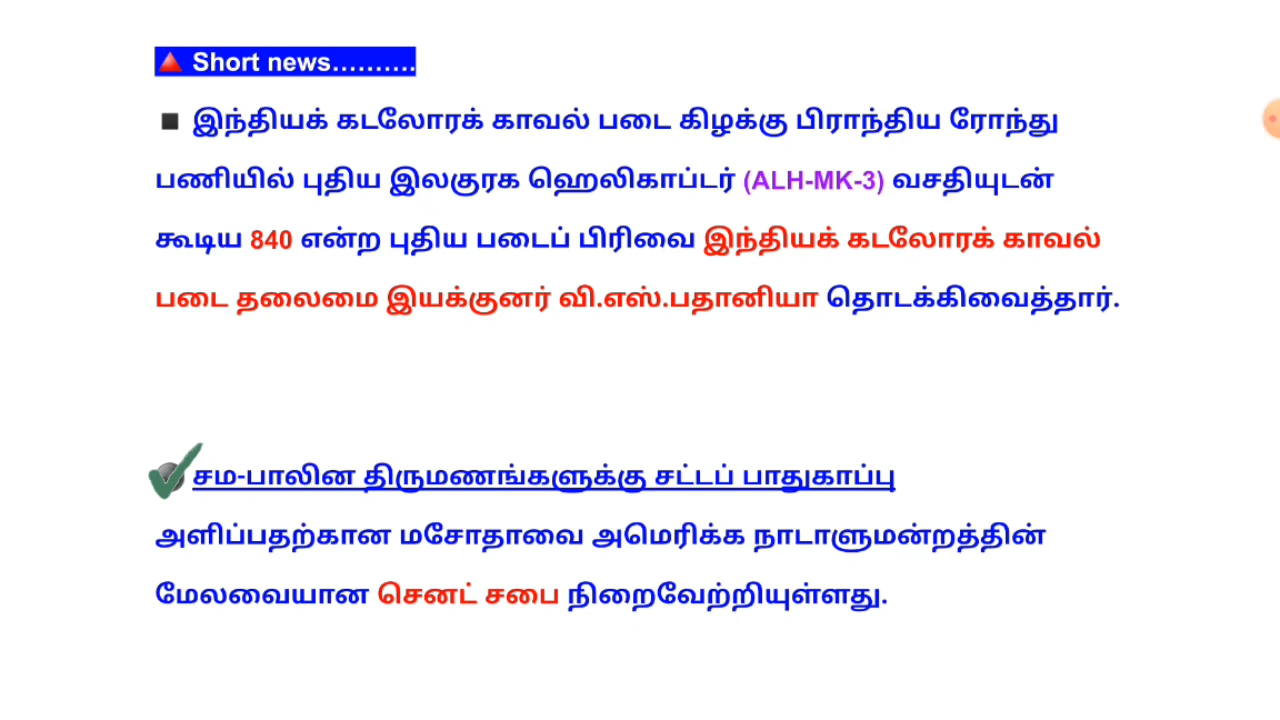 🔺 Short news..........
▪️ இந்தியக் கடலோரக் காவல் படை கிழக்கு பிராந்திய ரோந்து
பணியில் புதிய இலகுரக ஹெலிகாப்டர் (ALH-MK-3) வசதியுடன்
கூடிய 840 என்ற புதிய படைப் பிரிவை இந்தியக் கடலோரக் காவல்
படை தலைமை இயக்குனர் வி.எஸ்.பதானியா தொடக்கிவைத்தார்.
சம-பாலின திருமணங்களுக்கு சட்டப் பாதுகாப்பு
அளிப்பதற்கான மசோதாவை அமெரிக்க நாடாளுமன்றத்தின்
மேலவையான செனட் சபை நிறைவேற்றியுள்ளது.